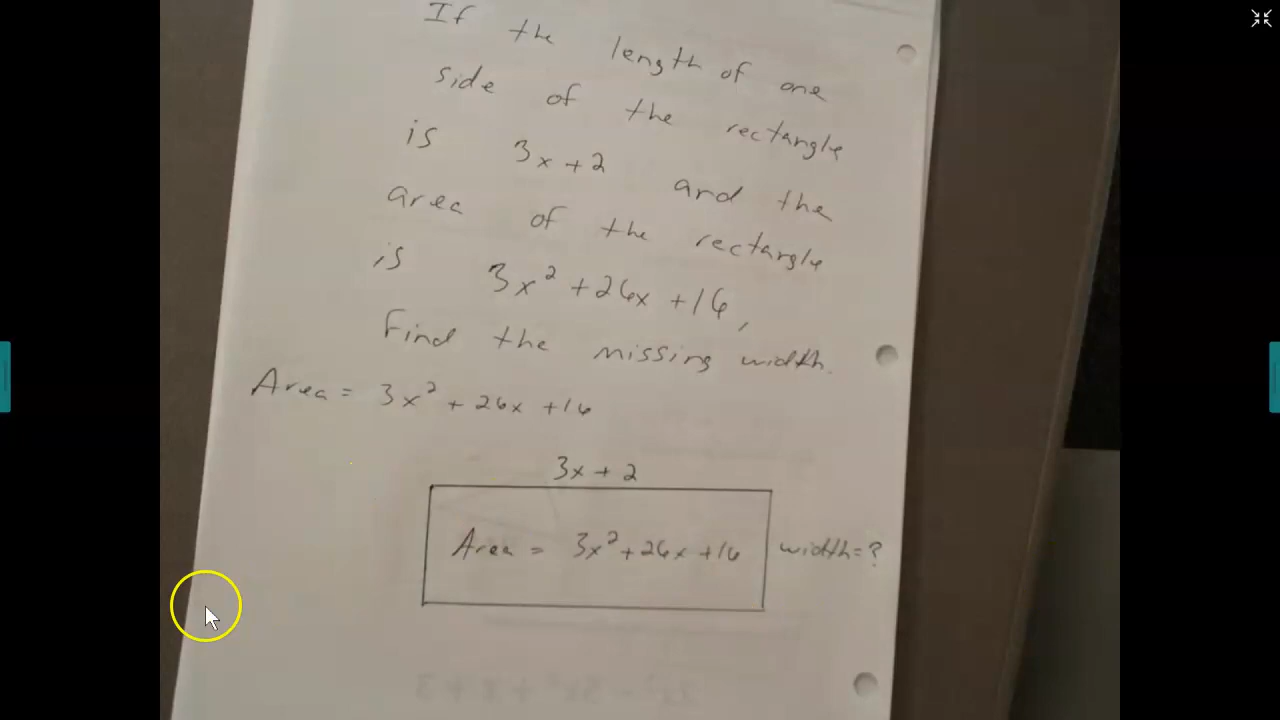 If the length of one
side of the rectangle
is 3x+2 and the
area of the rectangle
is 3x² + 26x + 16,
Find the missing width.
Area = 3x² + 26x + 16
3x + 2
Area = 3x² + 26x + 16 width = ?